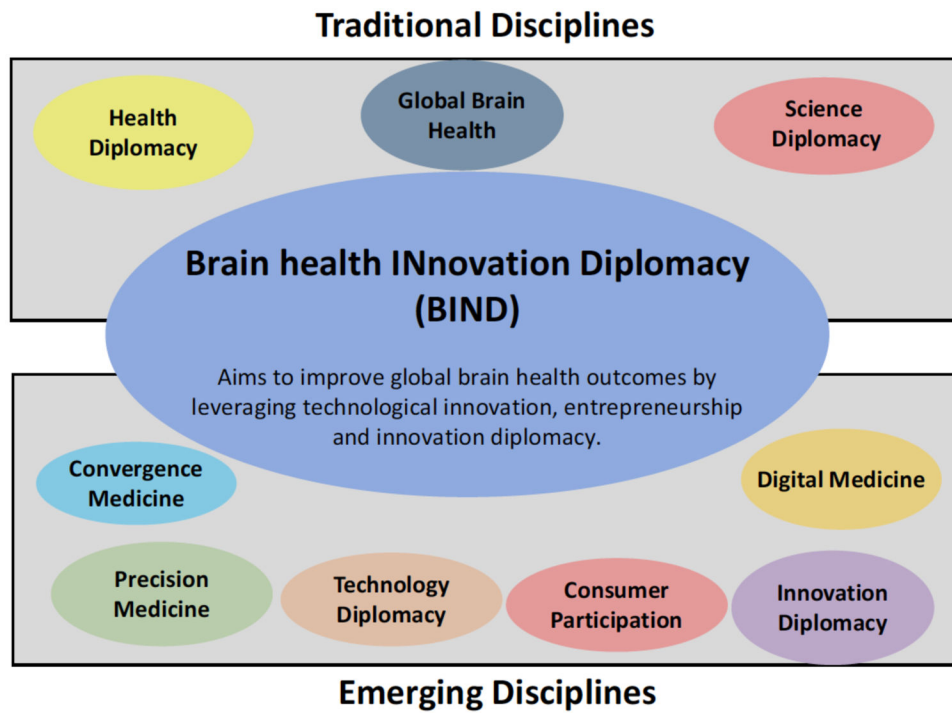 Traditional Disciplines
Health
Diplomacy
Global Brain
Health
Science
Diplomacy
Brain health INnovation Diplomacy
(BIND)
Aims to improve global brain health outcomes by
leveraging technological innovation, entrepreneurship
and innovation diplomacy.
Convergence
Medicine
Digital Medicine
Precision
Medicine
Technology
Diplomacy
Consumer
Participation
Innovation
Diplomacy
Emerging Disciplines